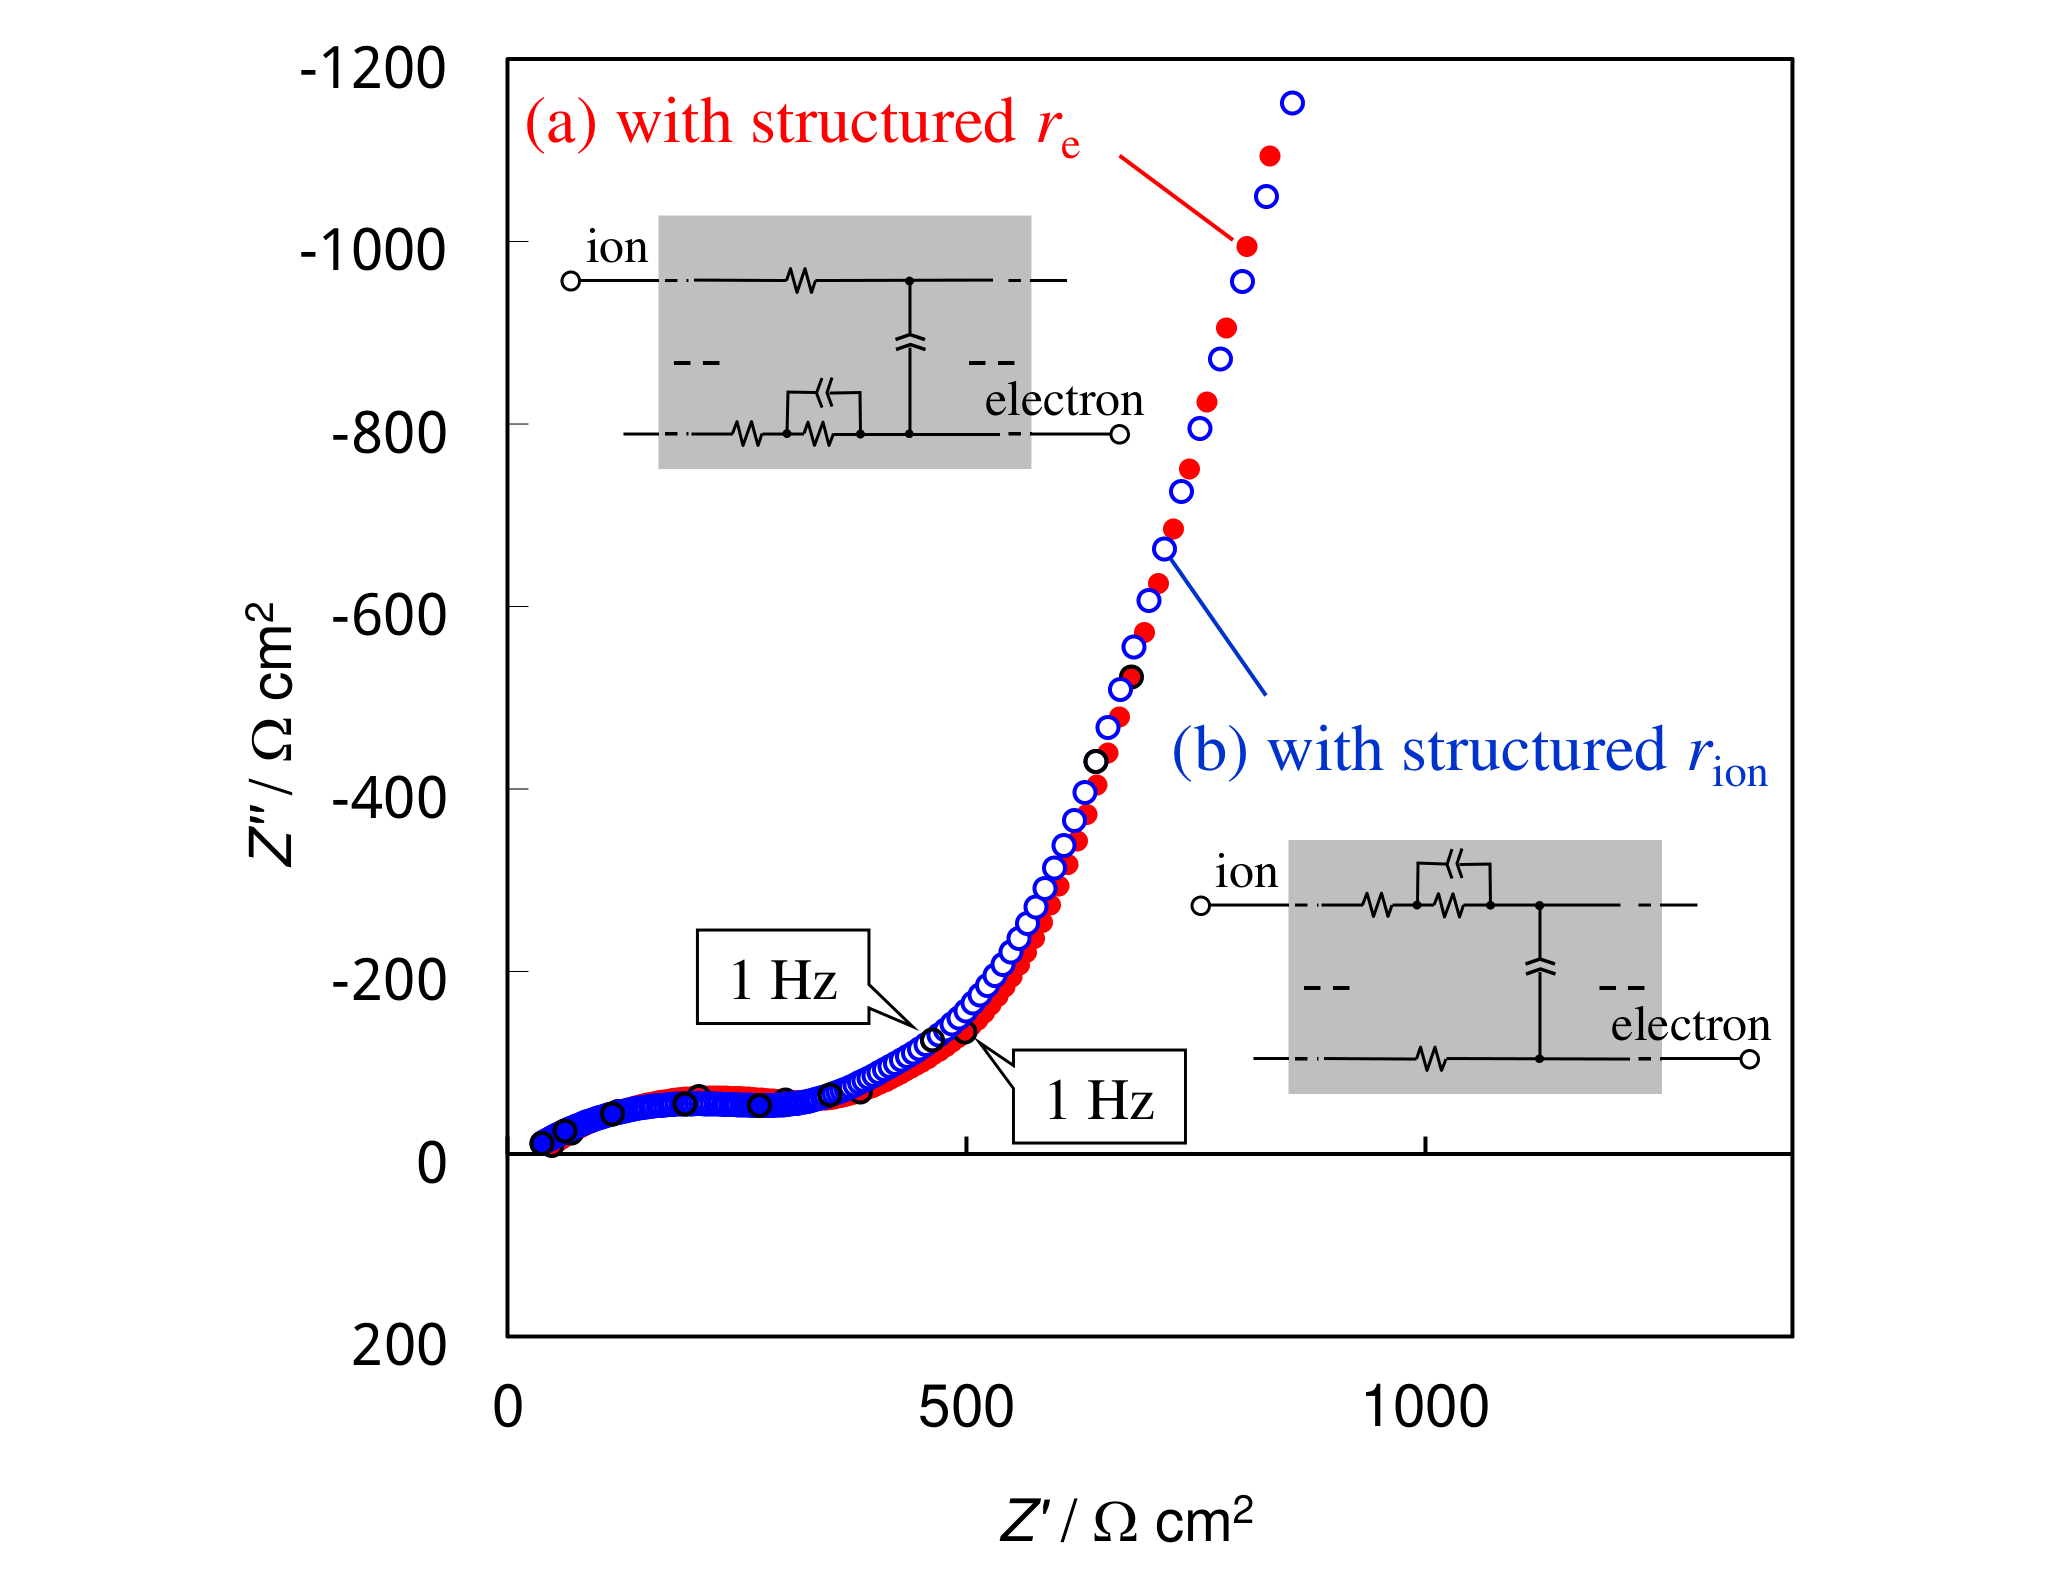 -1200
(a) with structured re
ion
-1000
electron
-800
-600
Z''/ Ω cm2
(b) with structured rion
-400
ion
1 Hz
-200
electron
1 Hz
0
200
0 500 1000
Z'/ Ω cm2